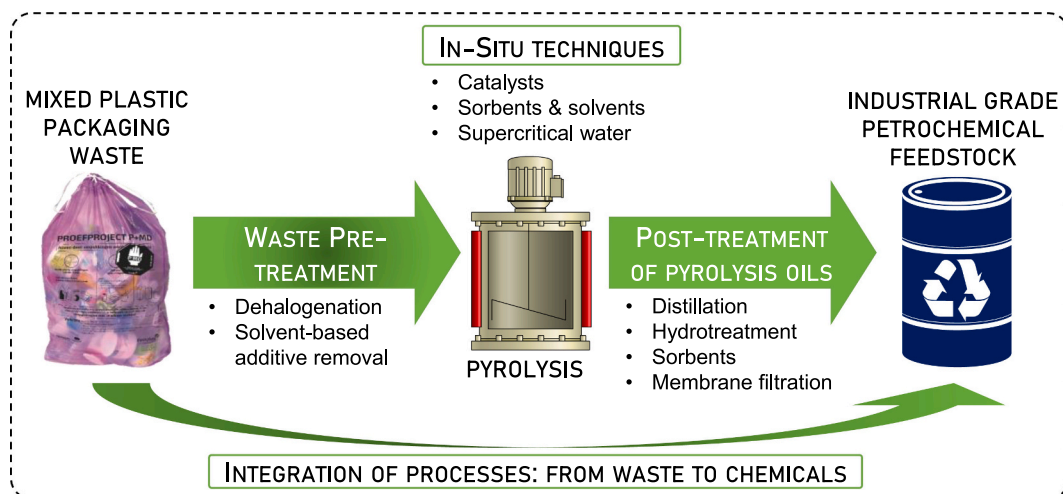 IN-SITU TECHNIQUES
• Catalysts
• Sorbents & solvents
• Supercritical water
MIXED PLASTIC
PACKAGING
WASTE
PROEFPROJECT P+MD
WASTE PRE-
TREATMENT
• Dehalogenation
• Solvent-based
additive removal
PYROLYSIS
POST-TREATMENT
OF PYROLYSIS OILS
• Distillation
• Hydrotreatment
• Sorbents
• Membrane filtration
INDUSTRIAL GRADE
PETROCHEMICAL
FEEDSTOCK
INTEGRATION OF PROCESSES: FROM WASTE TO CHEMICALS